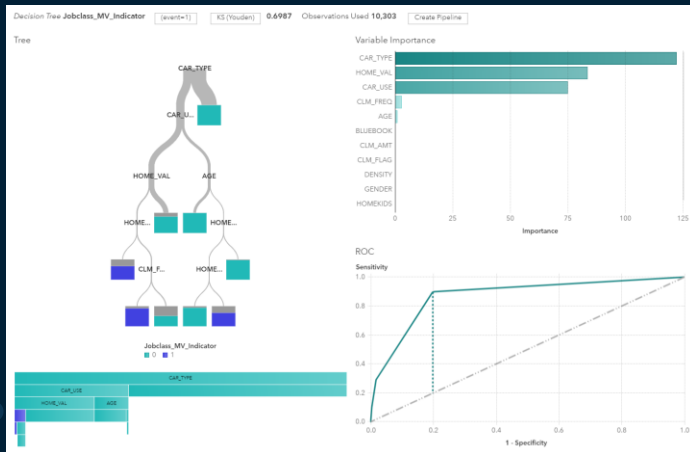 Decision Tree Jobclass_MV_Indicator (event=1) KS (Youden) 0.6987 Observations Used 10,303 Create Pipeline
Tree
CAR_TYPE
CAR_U...
HOME_VAL AGE
HOME... HOME...
CLM_F... HOME...
Jobclass_MV_Indicator
0 1
CAR_TYPE
CAR_USE
HOME_VAL AGE
Variable Importance
CAR_TYPE
HOME_VAL
CAR_USE
CLM_FREQ
AGE
BLUEBOOK
CLM_AMT
CLM_FLAG
DENSITY
GENDER
HOMEKIDS
0 25 50 75 100 125
Importance
ROC
Sensitivity
1.0
0.8
0.6
0.4
0.2
0.0
0.0 0.2 0.4 0.6 0.8 1.0
1 - Specificity